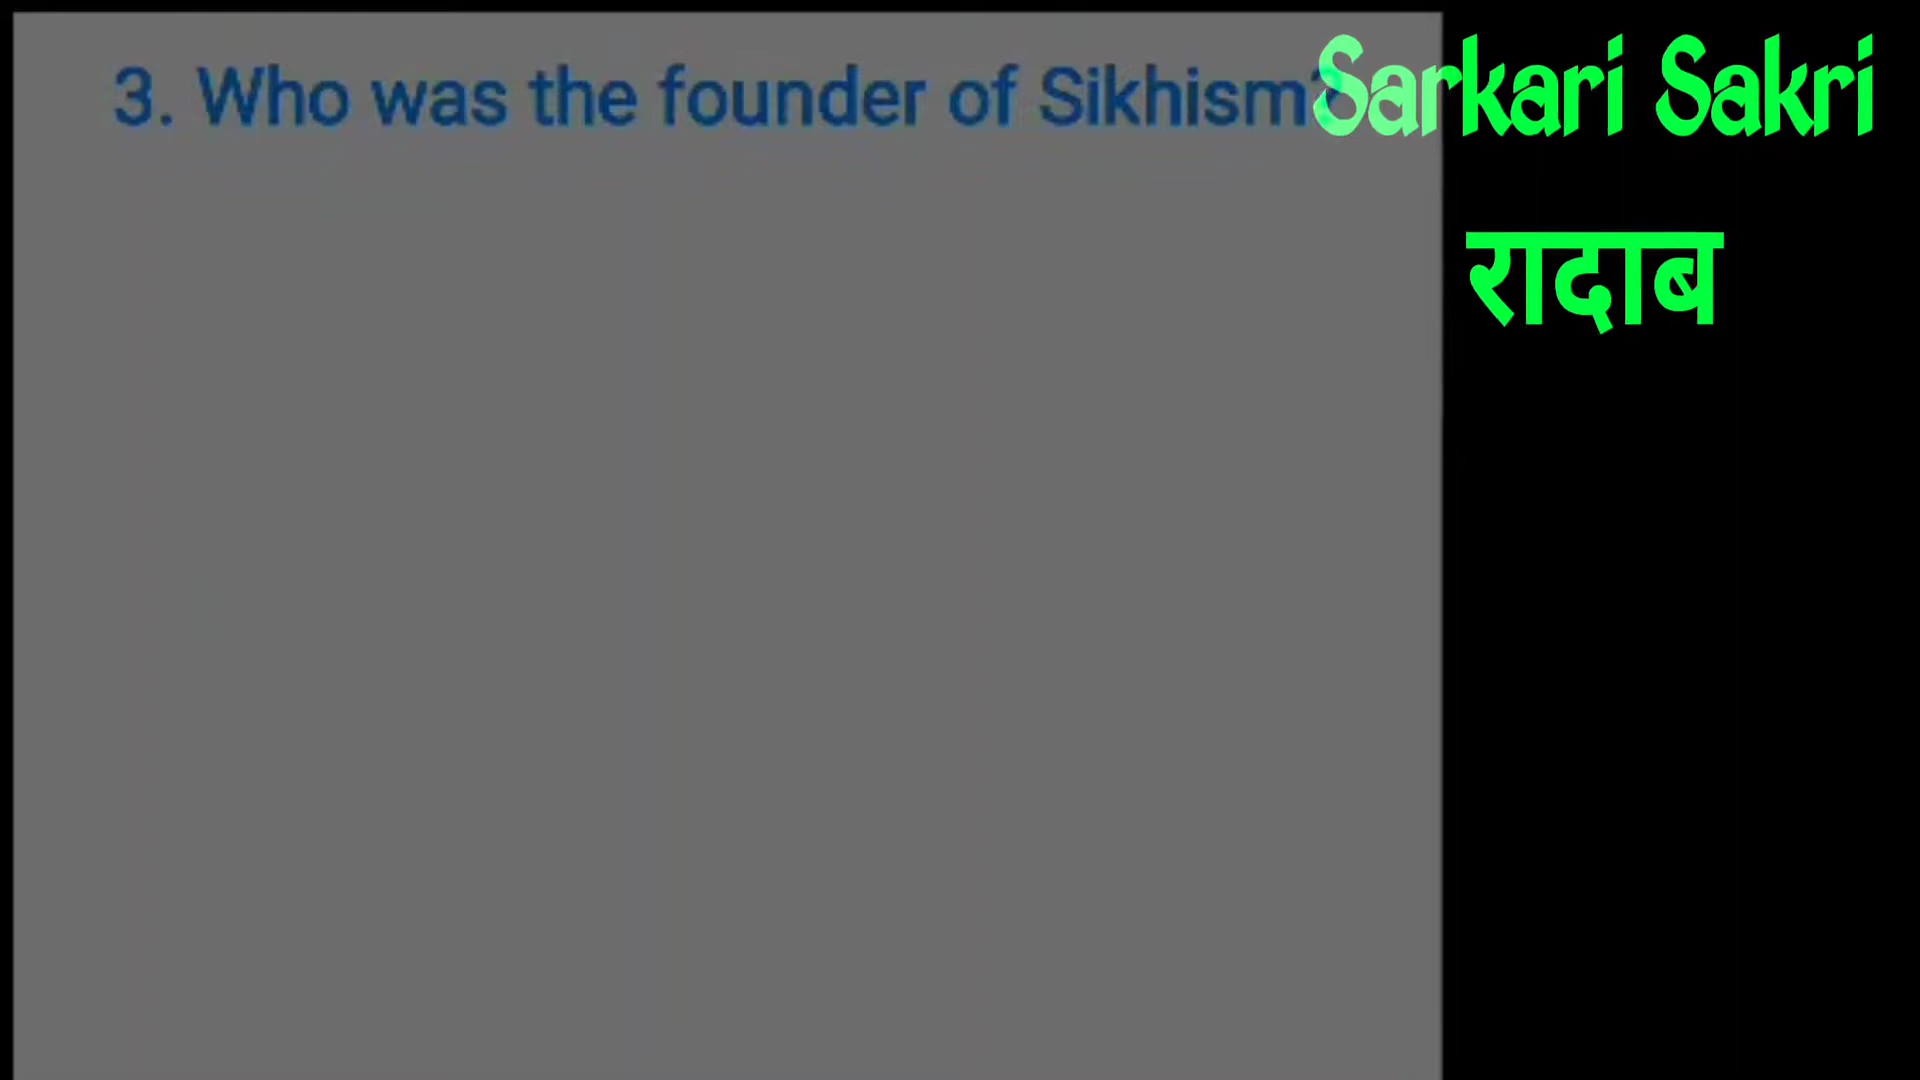 3. Who was the founder of Sikhism?
Sarkari Sakri
रादाब